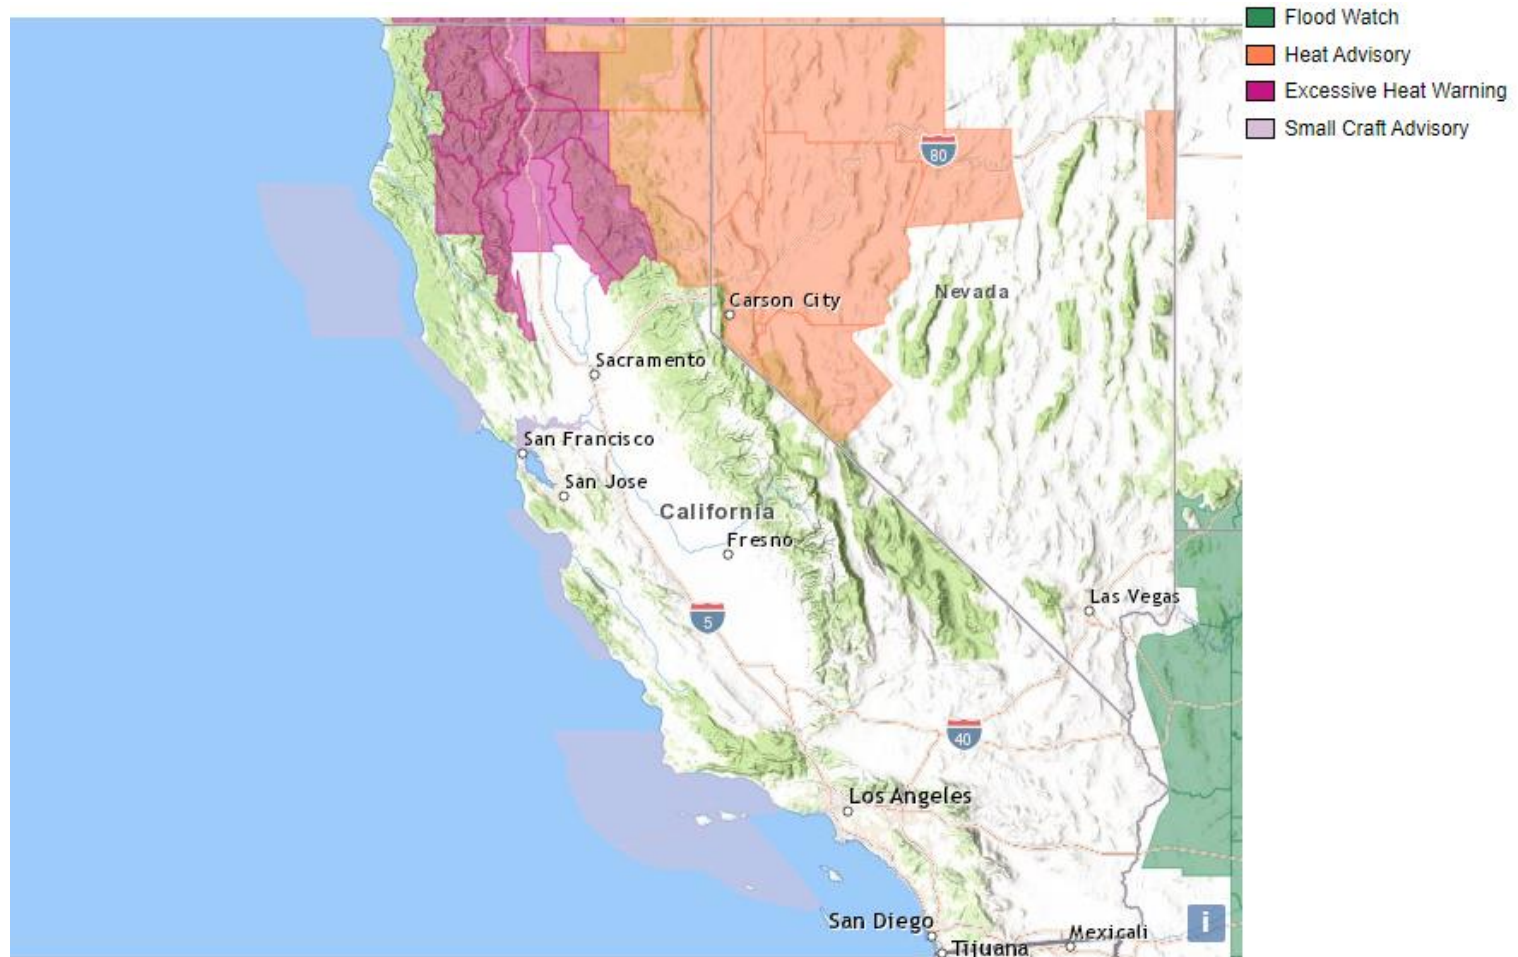 Flood Watch
Heat Advisory
Excessive Heat Warning
Small Craft Advisory
80
Nevada
Carson City
Sacramento
San Francisco
San Jose
California
Fresno
Las Vegas
5
40
Los Angeles
San Diego
Mexicali
Tijuana
i